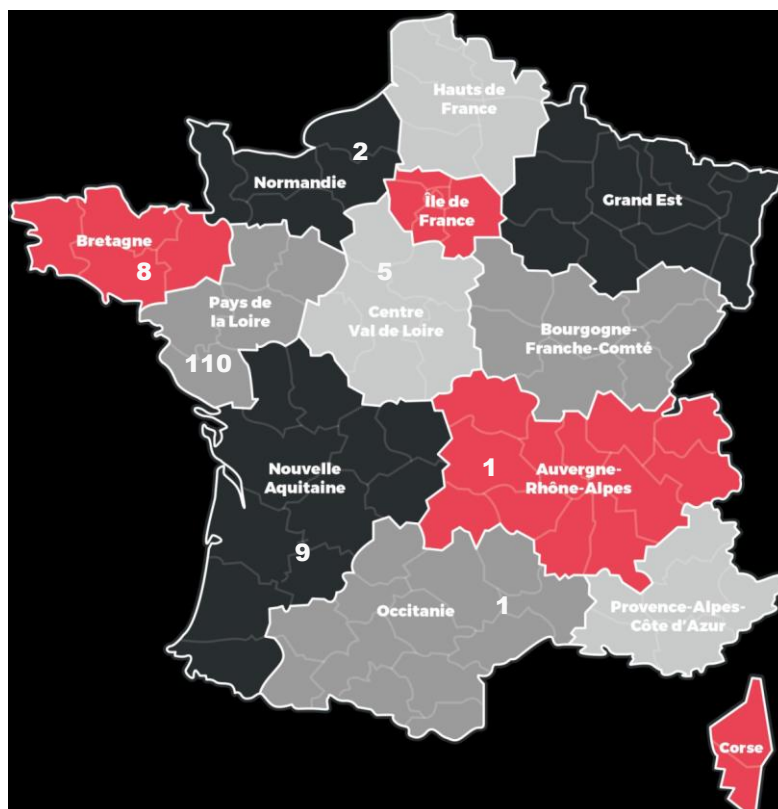 Hauts de
France
2
Normandie
Île de
France
Grand Est
Bretagne
8
Pays de
la Loire
110
5
Centre
Val de Loire
Bourgogne-
Franche-Comté
Nouvelle
Aquitaine
9
1
Auvergne-
Rhône-Alpes
Occitanie
1
Provence-Alpes-
Côte d'Azur
Corse